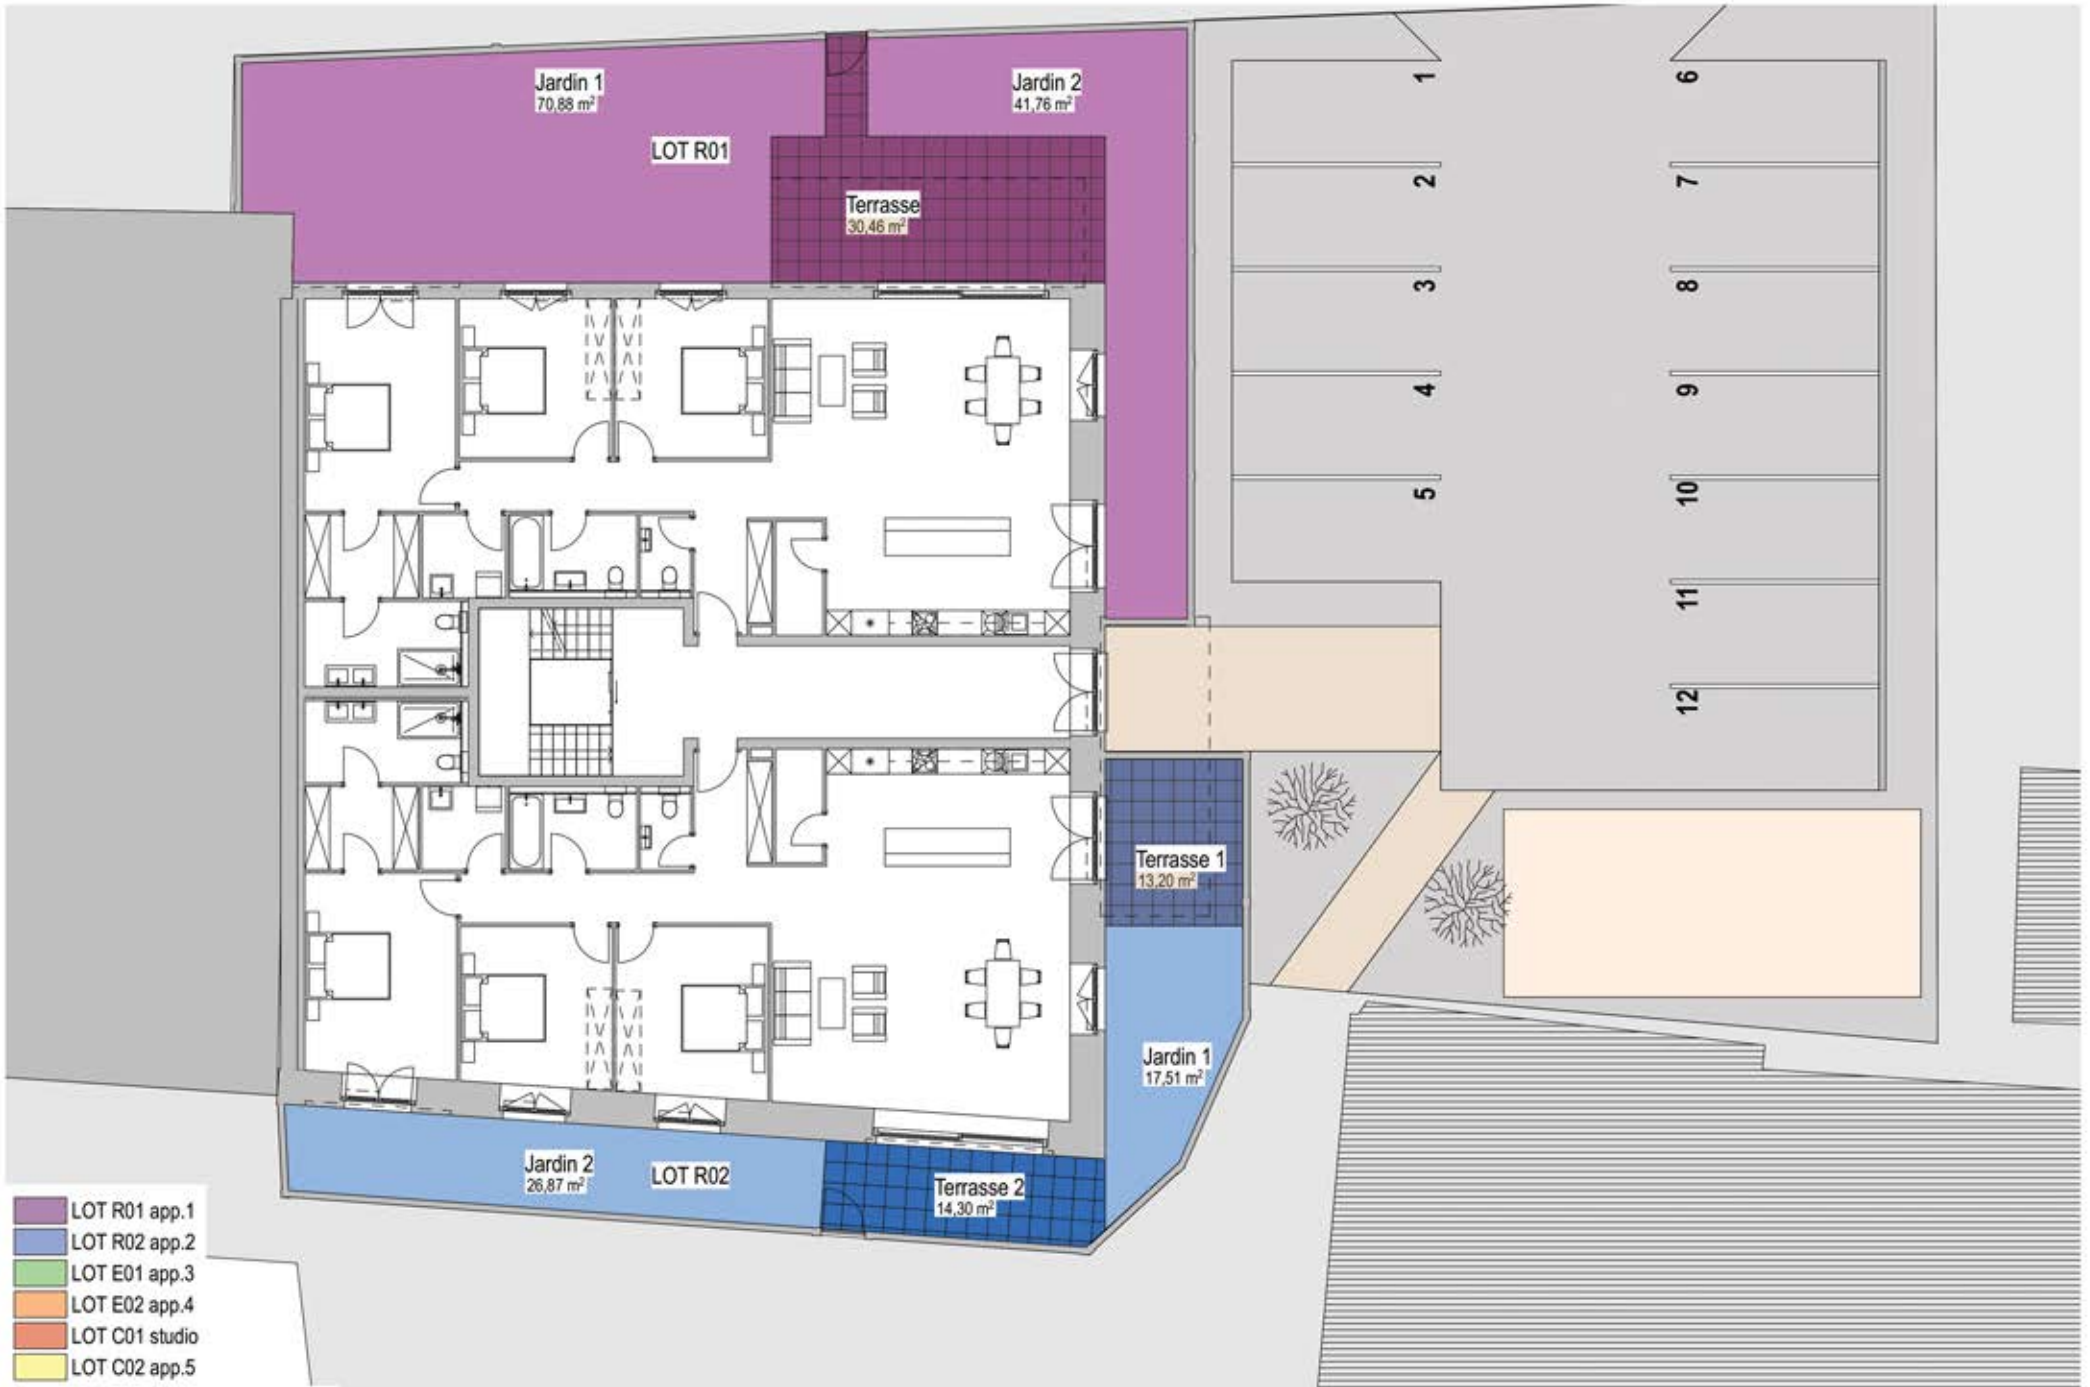 Jardin 1
70,88 m²
LOT R01
Jardin 2
41,76 m²
Terrasse
30,46 m²
1
2
3
4
5
6
7
8
9
10
11
12
Terrasse 1
13,20 m²
Jardin 1
17,51 m²
Jardin 2
26,87 m²
LOT R02
Terrasse 2
14,30 m²
LOT R01 app.1
LOT R02 app.2
LOT E01 app.3
LOT E02 app.4
LOT C01 studio
LOT C02 app.5